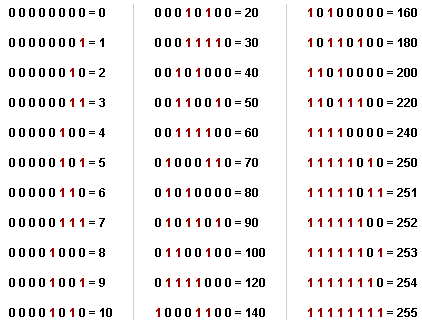 0 0 0 0 0 0 0 0 = 0
0 0 0 0 0 0 0 1 = 1
0 0 0 0 0 0 1 0 = 2
0 0 0 0 0 0 1 1 = 3
0 0 0 0 0 1 0 0 = 4
0 0 0 0 0 1 0 1 = 5
0 0 0 0 0 1 1 0 = 6
0 0 0 0 0 1 1 1 = 7
0 0 0 0 1 0 0 0 = 8
0 0 0 0 1 0 0 1 = 9
0 0 0 0 1 0 1 0 = 10
0 0 0 1 0 1 0 0 = 20
0 0 0 1 1 1 1 0 = 30
0 0 1 0 1 0 0 0 = 40
0 0 1 1 0 0 1 0 = 50
0 0 1 1 1 1 0 0 = 60
0 1 0 0 0 1 1 0 = 70
0 1 0 1 0 0 0 0 = 80
0 1 0 1 1 0 1 0 = 90
0 1 1 0 0 1 0 0 = 100
0 1 1 1 1 0 0 0 = 120
1 0 0 0 1 1 0 0 = 140
1 0 1 0 0 0 0 0 = 160
1 0 1 1 0 1 0 0 = 180
1 1 0 0 1 0 0 0 = 200
1 1 0 1 1 1 0 0 = 220
1 1 1 1 0 0 0 0 = 240
1 1 1 1 1 0 1 0 = 250
1 1 1 1 1 0 1 1 = 251
1 1 1 1 1 1 0 0 = 252
1 1 1 1 1 1 0 1 = 253
1 1 1 1 1 1 1 0 = 254
1 1 1 1 1 1 1 1 = 255